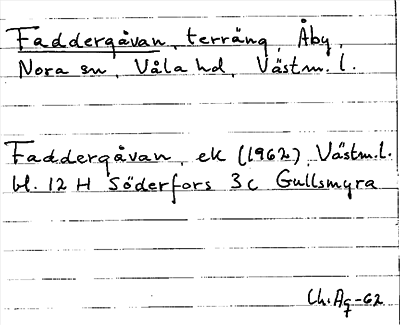 Faddergåvan, terräng, Åby,
Nora sn, Våla hd, Västm. l.
Faddergåvan, ek (1962), Västm.l.
bl. 12 H Söderfors 3c Gullsmyra
Ch.Ag-62